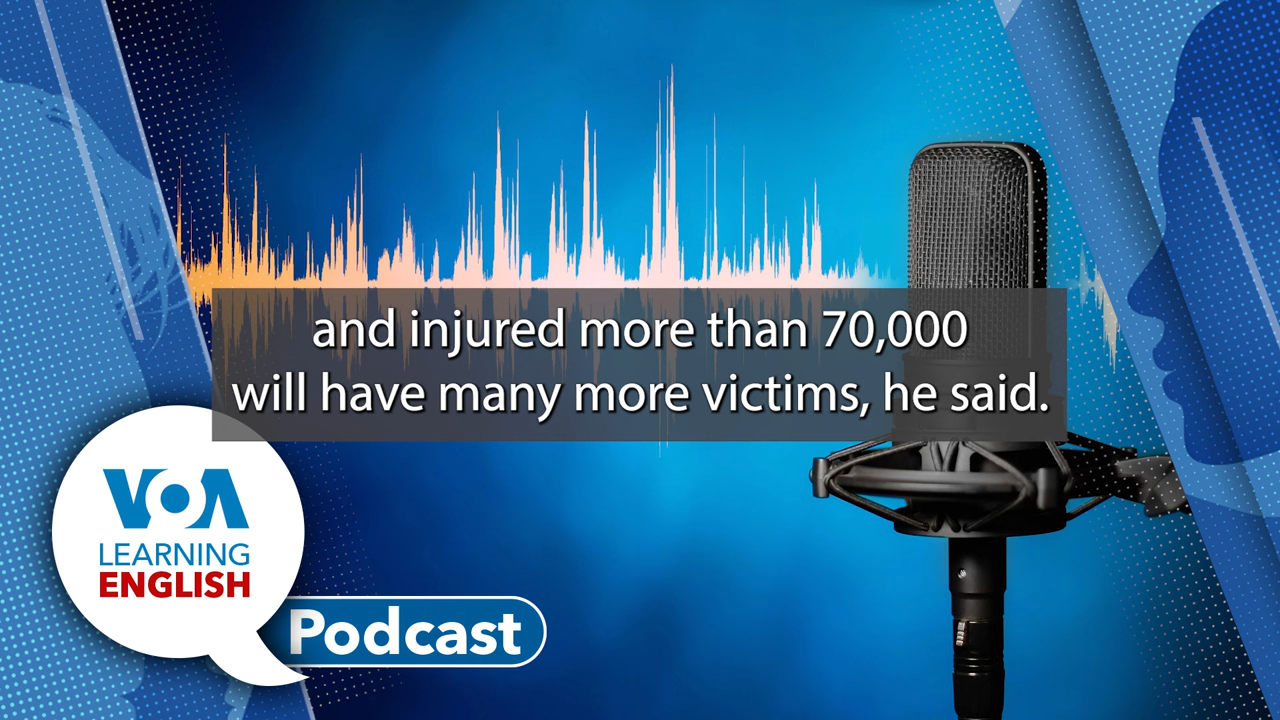 and injured more than 70,000
will have many more victims, he said.
VOA
LEARNING
ENGLISH
Podcast